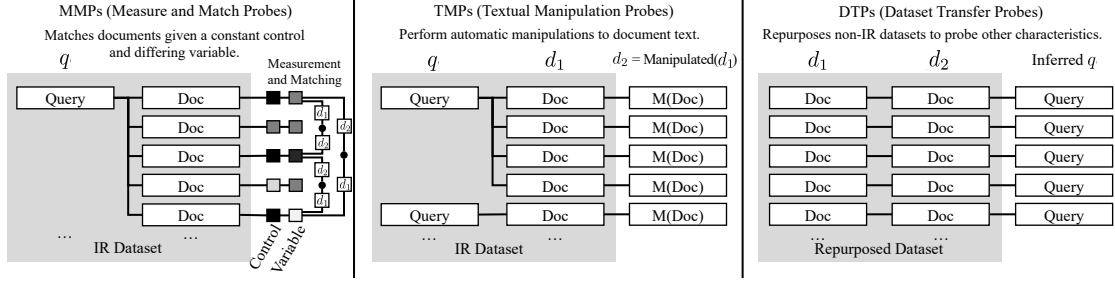 MMPs (Measure and Match Probes)
Matches documents given a constant control
and differing variable.
q
Measurement
and Matching
Query
Doc
Doc
Doc
Doc
Doc
d1
d2
d2
d1
d2
d1
...
...
IR Dataset
Control
Variable
TMPs (Textual Manipulation Probes)
Perform automatic manipulations to document text.
q
d1
d2 = Manipulated(d1)
Query
Doc
M(Doc)
Doc
M(Doc)
Doc
M(Doc)
Doc
M(Doc)
Query
Doc
M(Doc)
...
...
IR Dataset
DTPs (Dataset Transfer Probes)
Repurposes non-IR datasets to probe other characteristics.
d1
d2
Inferred q
Doc
Doc
Query
Doc
Doc
Query
Doc
Doc
Query
Doc
Doc
Query
Doc
Doc
Query
...
...
Repurposed Dataset